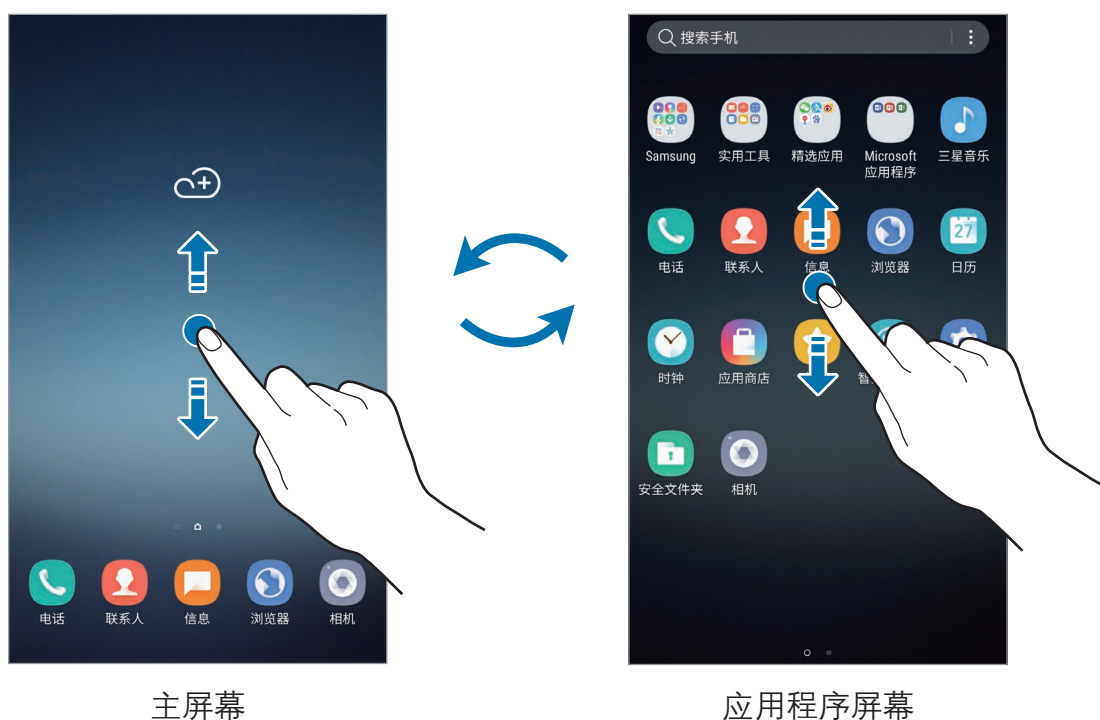 电话
联系人
信息
浏览器
相机
主屏幕
搜索手机
Samsung
实用工具
精选应用
Microsoft
应用程序
三星音乐
电话
联系人
信息
浏览器
27
日历
时钟
应用商店
智
安全文件夹
相机
应用程序屏幕